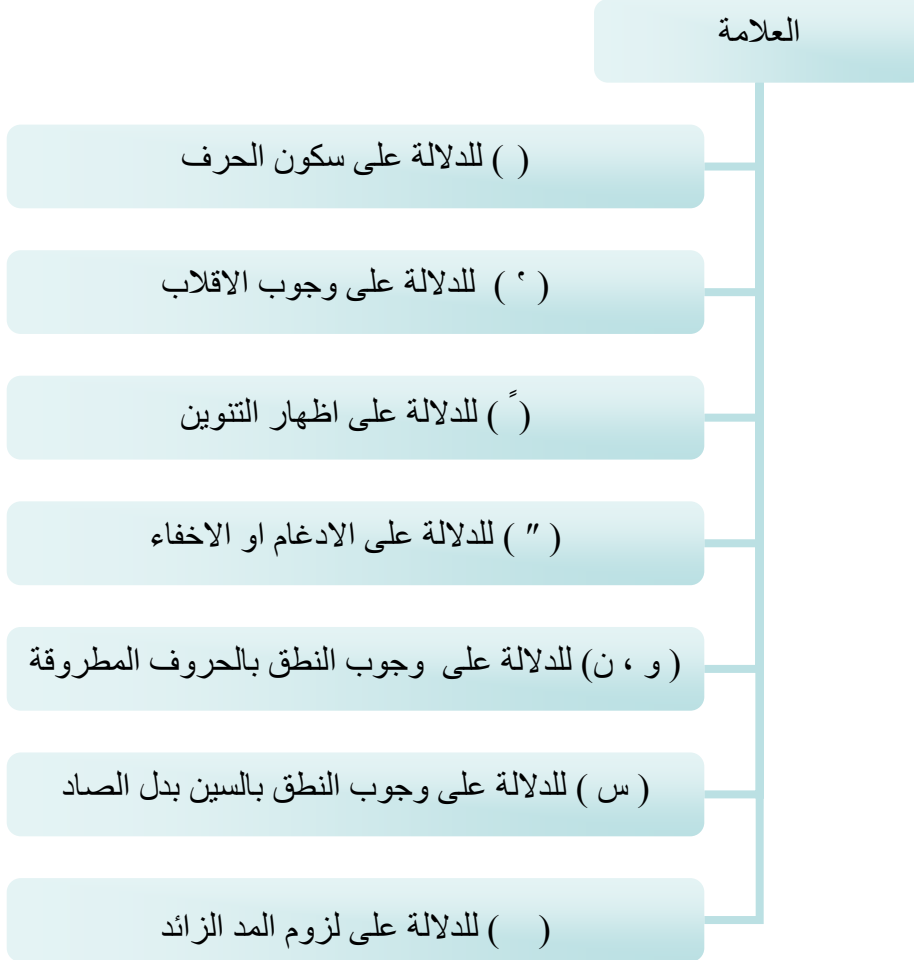 العلامة
( ) للدلالة على سكون الحرف
( ۢ ) للدلالة على وجوب الاقلاب
( ً ) للدلالة على اظهار التنوين
( " ) للدلالة على الادغام او الاخفاء
( و ، ن) للدلالة على وجوب النطق بالحروف المطروقة
( س ) للدلالة على وجوب النطق بالسين بدل الصاد
( ) للدلالة على لزوم المد الزائد